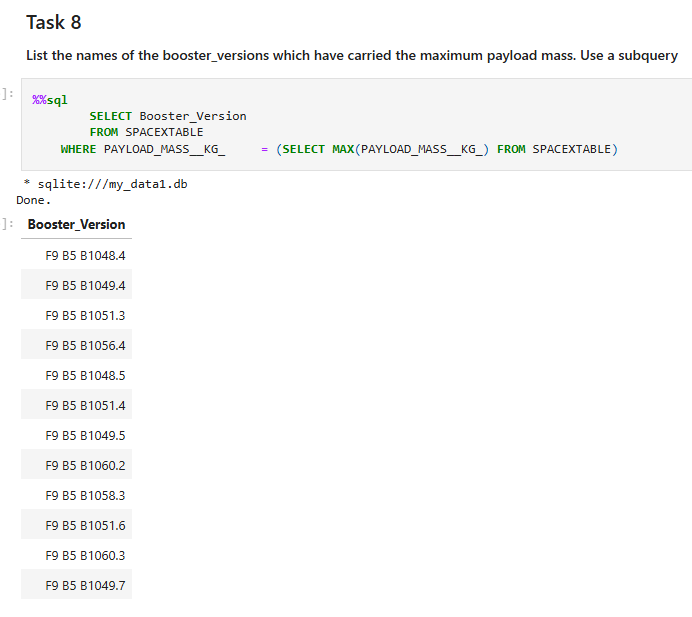 Task 8
List the names of the booster_versions which have carried the maximum payload mass. Use a subquery
]:
%%sql
SELECT Booster_Version
FROM SPACEXTABLE
WHERE PAYLOAD_MASS__KG_ = (SELECT MAX(PAYLOAD_MASS__KG_) FROM SPACEXTABLE)
* sqlite:///my_data1.db
Done.
]:
Booster_Version
F9 B5 B1048.4
F9 B5 B1049.4
F9 B5 B1051.3
F9 B5 B1056.4
F9 B5 B1048.5
F9 B5 B1051.4
F9 B5 B1049.5
F9 B5 B1060.2
F9 B5 B1058.3
F9 B5 B1051.6
F9 B5 B1060.3
F9 B5 B1049.7